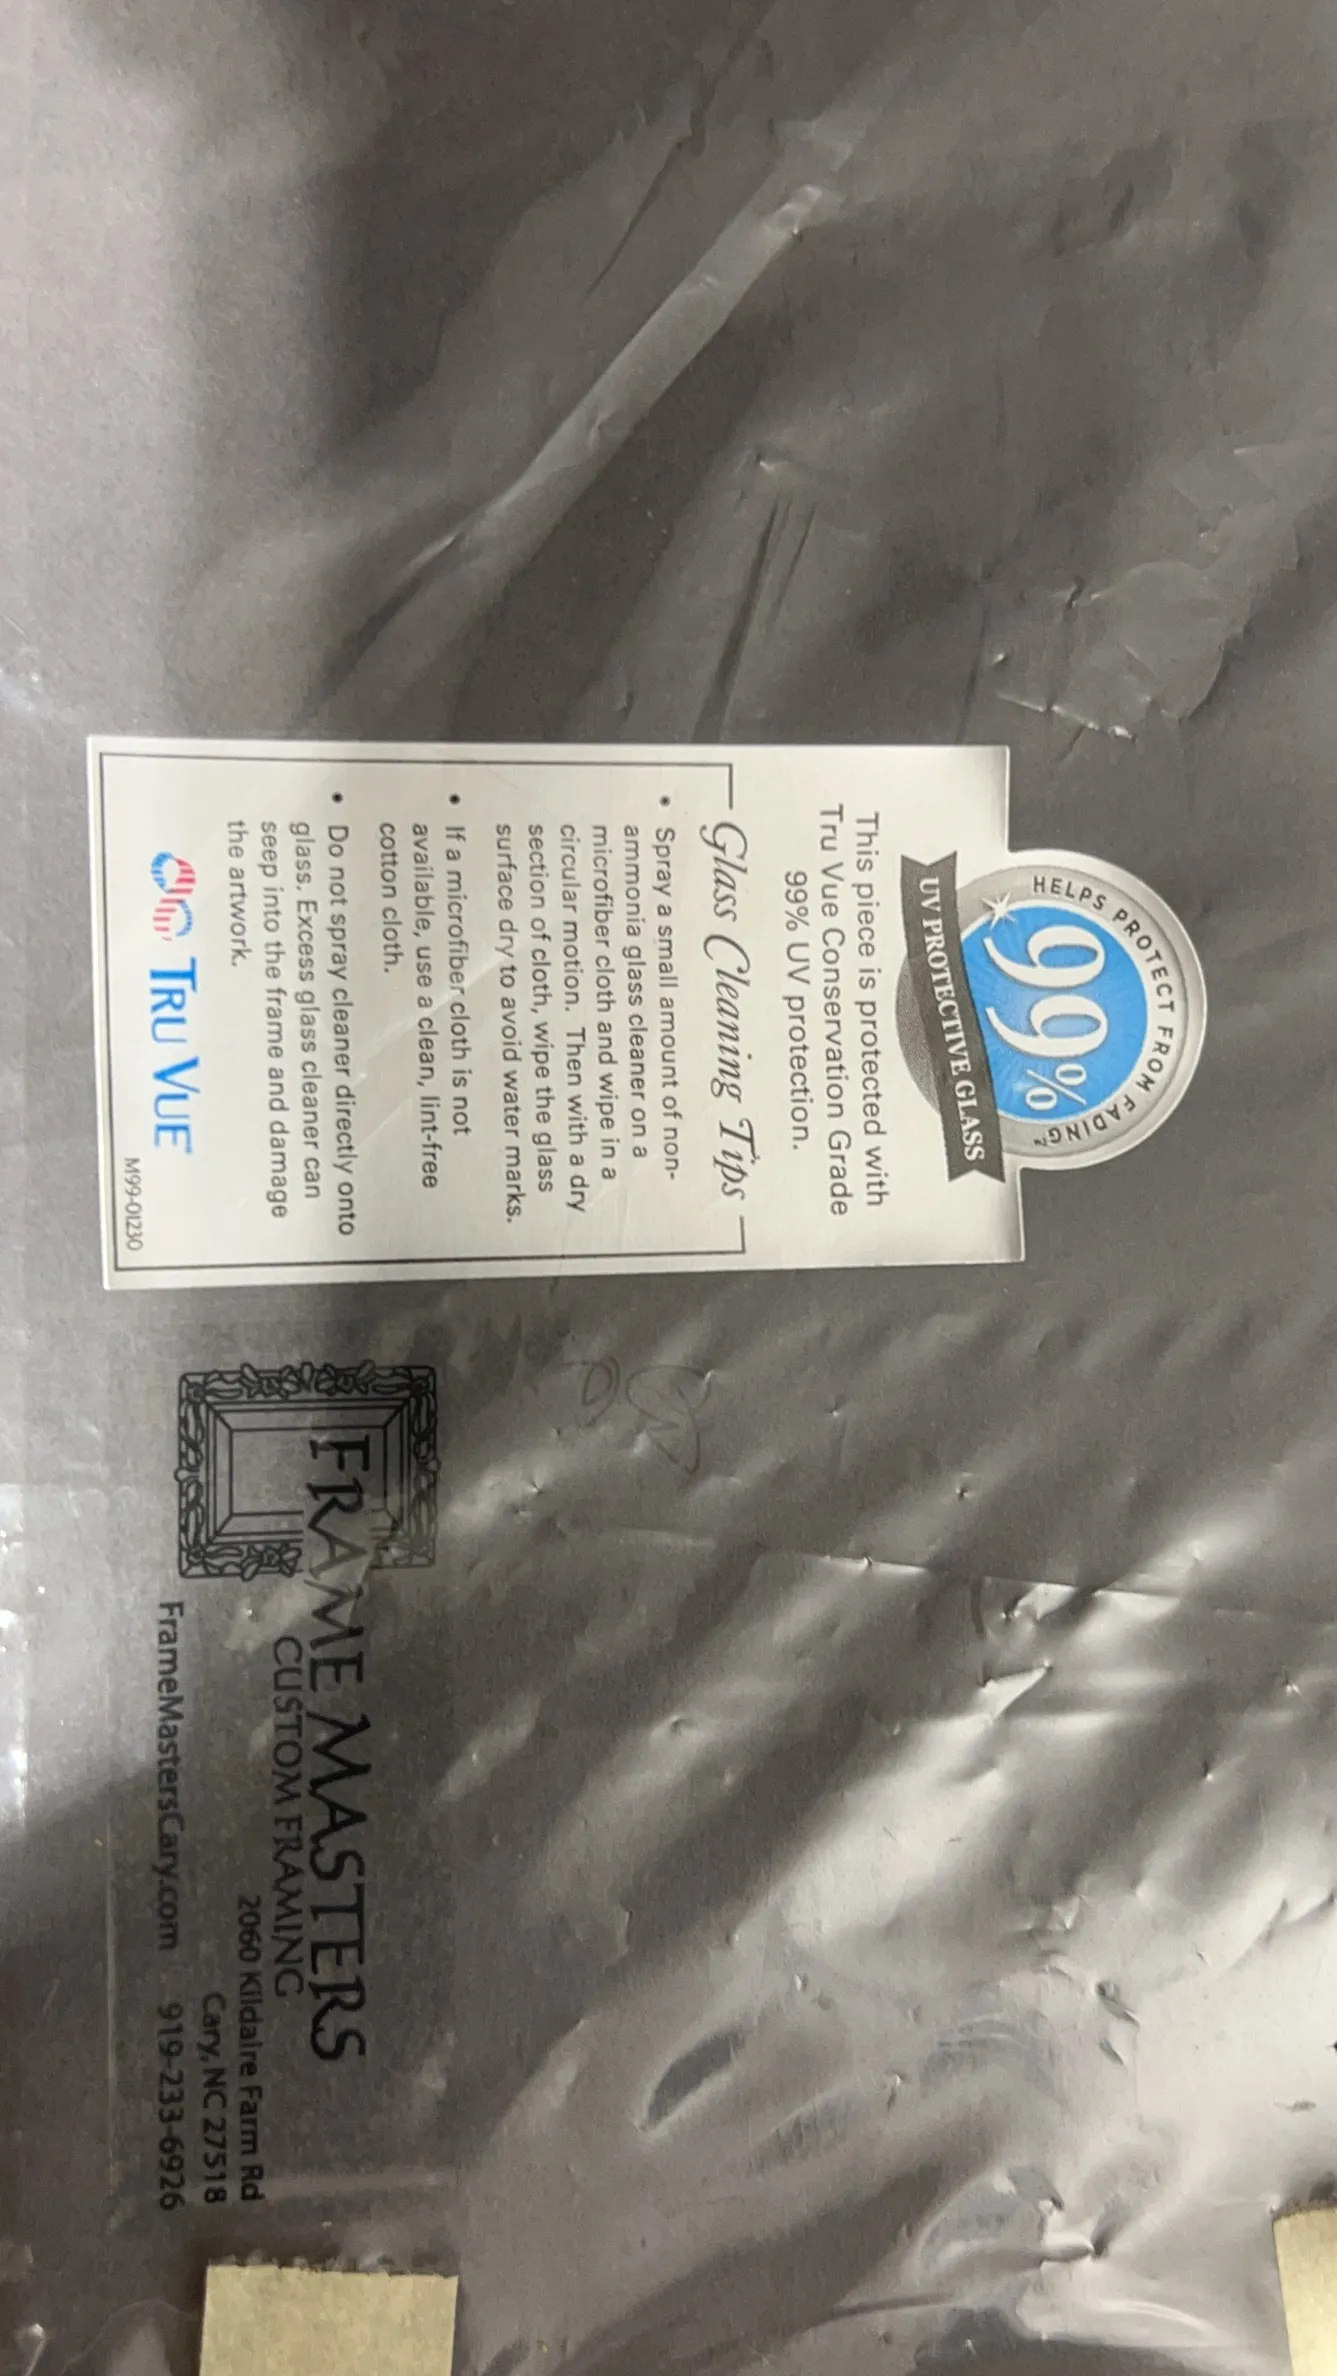 HELPS PROTECT FROM FADING™
99%
UV PROTECTIVE GLASS
This piece is protected with
Tru Vue Conservation Grade
99% UV protection.
Glass Cleaning Tips
• Spray a small amount of non-
ammonia glass cleaner on a
microfiber cloth and wipe in a
circular motion. Then with a dry
section of cloth, wipe the glass
surface dry to avoid water marks.
• If a microfiber cloth is not
available, use a clean, lint-free
cotton cloth.
• Do not spray cleaner directly onto
glass. Excess glass cleaner can
seep into the frame and damage
the artwork.
TRU VUE
M99-01230
FRAME MASTERS
CUSTOM FRAMING
2060 Kildaire Farm Rd
Cary, NC 27518
FrameMastersCary.com 919-233-6926